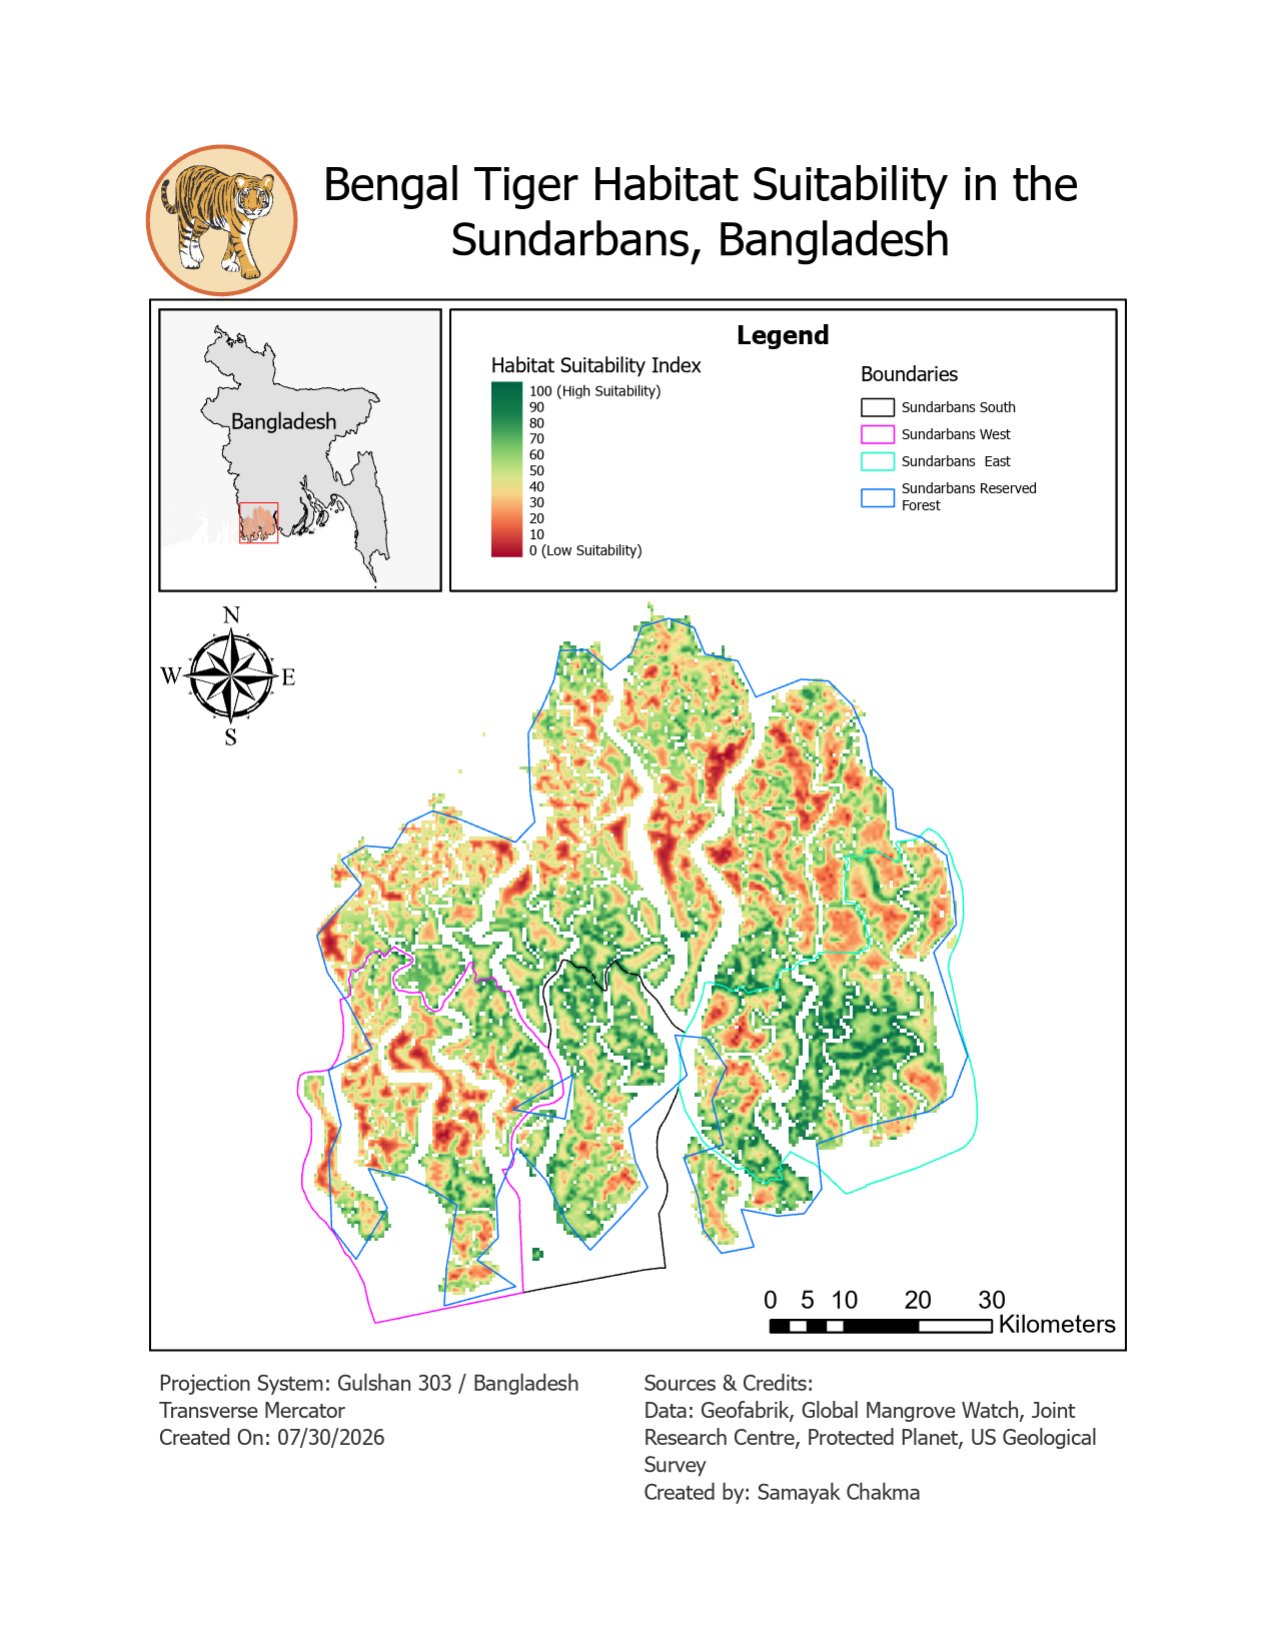 Bengal Tiger Habitat Suitability in the
Sundarbans, Bangladesh
Bangladesh
Legend
Habitat Suitability Index
100 (High Suitability)
90
80
70
60
50
40
30
20
10
0 (Low Suitability)
Boundaries
Sundarbans South
Sundarbans West
Sundarbans  East
Sundarbans Reserved
Forest
N
W
E
S
0 5 10 20 30
Kilometers
Projection System: Gulshan 303 / Bangladesh
Transverse Mercator
Created On: 07/30/2026
Sources & Credits:
Data: Geofabrik, Global Mangrove Watch, Joint
Research Centre, Protected Planet, US Geological
Survey
Created by: Samayak Chakma